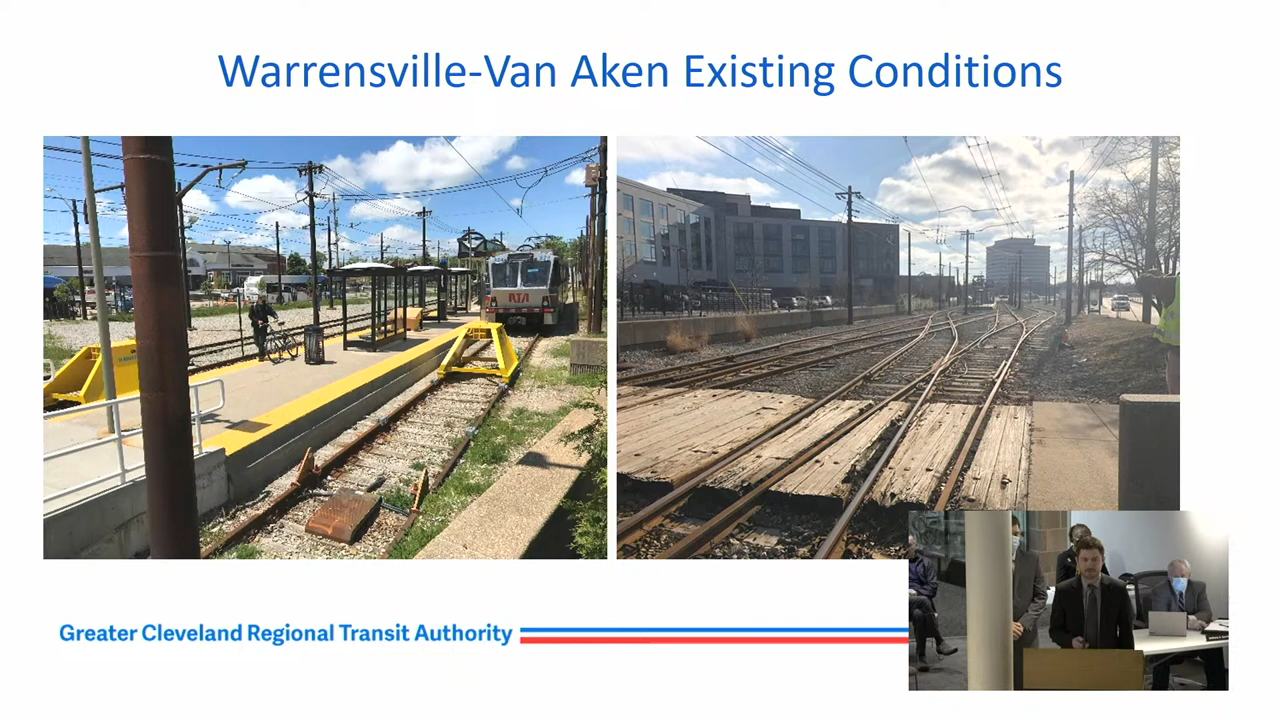 Warrensville-Van Aken Existing Conditions
RTA
Greater Cleveland Regional Transit Authority